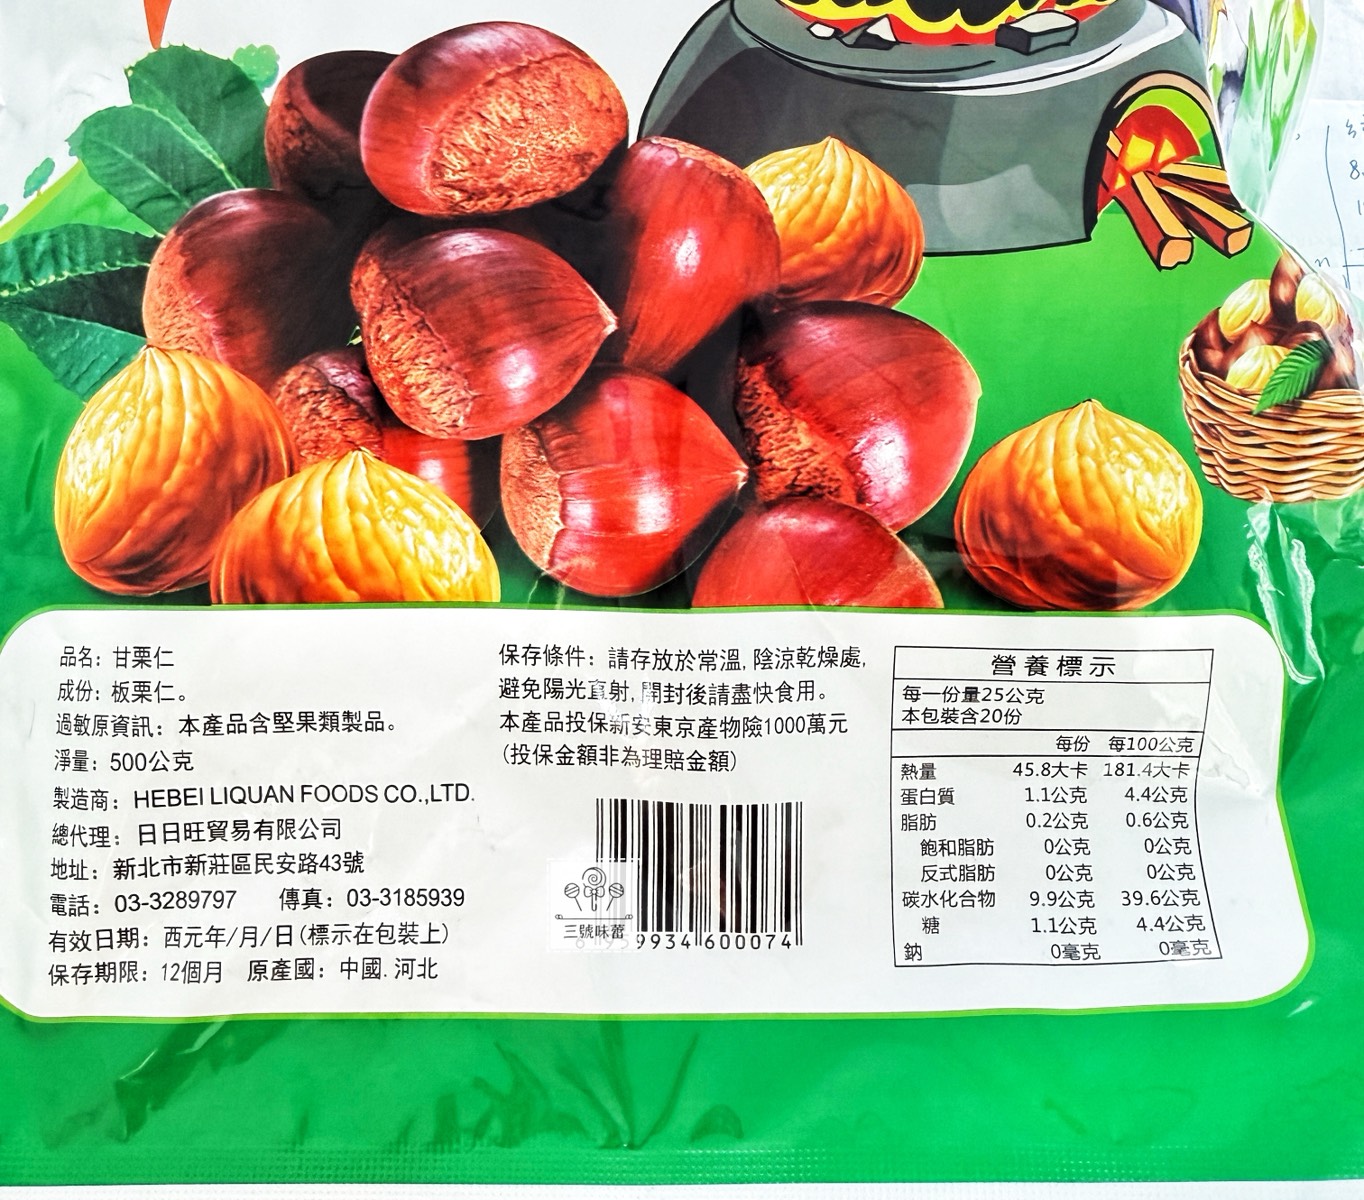 品名：甘栗仁
成份：板栗仁。
過敏原資訊：本產品含堅果類製品。
淨量：500公克
製造商：HEBEI LIQUAN FOODS CO.,LTD.
總代理：日日旺貿易有限公司
地址：新北市新莊區民安路43號
電話：03-3289797 傳真：03-3185939
有效日期：西元年/月/日(標示在包裝上)
保存期限：12個月 原產國：中國.河北
保存條件：請存放於常溫,陰涼乾燥處,
避免陽光直射,開封後請盡快食用。
本產品投保新安東京產物險1000萬元
(投保金額非為理賠金額)
三號味蕾
9934 600074
營養標示
每一份量25公克
本包裝含20份
每份 每100公克
熱量 45.8大卡 181.4大卡
蛋白質 1.1公克 4.4公克
脂肪 0.2公克 0.6公克
飽和脂肪 0公克 0公克
反式脂肪 0公克 0公克
碳水化合物 9.9公克 39.6公克
糖 1.1公克 4.4公克
鈉 0毫克 0毫克